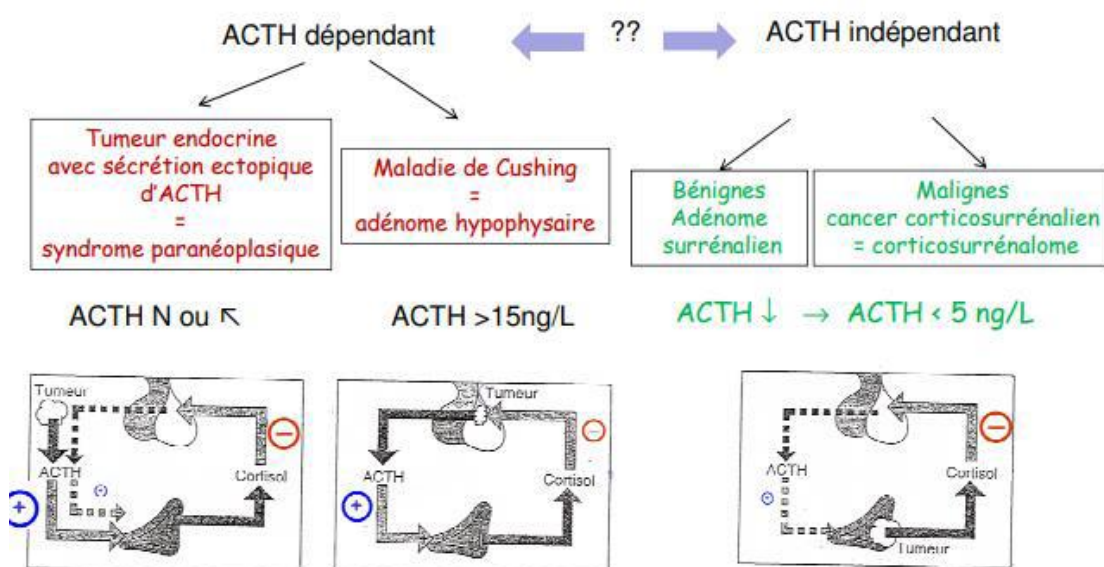 ACTH dépendant
??
ACTH indépendant
Tumeur endocrine
avec sécrétion ectopique
d'ACTH
=
syndrome paranéoplasique
Maladie de Cushing
=
adénome hypophysaire
Bénignes
Adénome
surrénalien
Malignes
cancer corticosurrénalien
= corticosurrénalome
ACTH N ou ↖
ACTH >15ng/L
ACTH ↓ → ACTH < 5 ng/L
Tumeur
−
ACTH
Cortisol
+
+
Tumeur
−
ACTH
Cortisol
+
−
ACTH
Cortisol
+
Tumeur